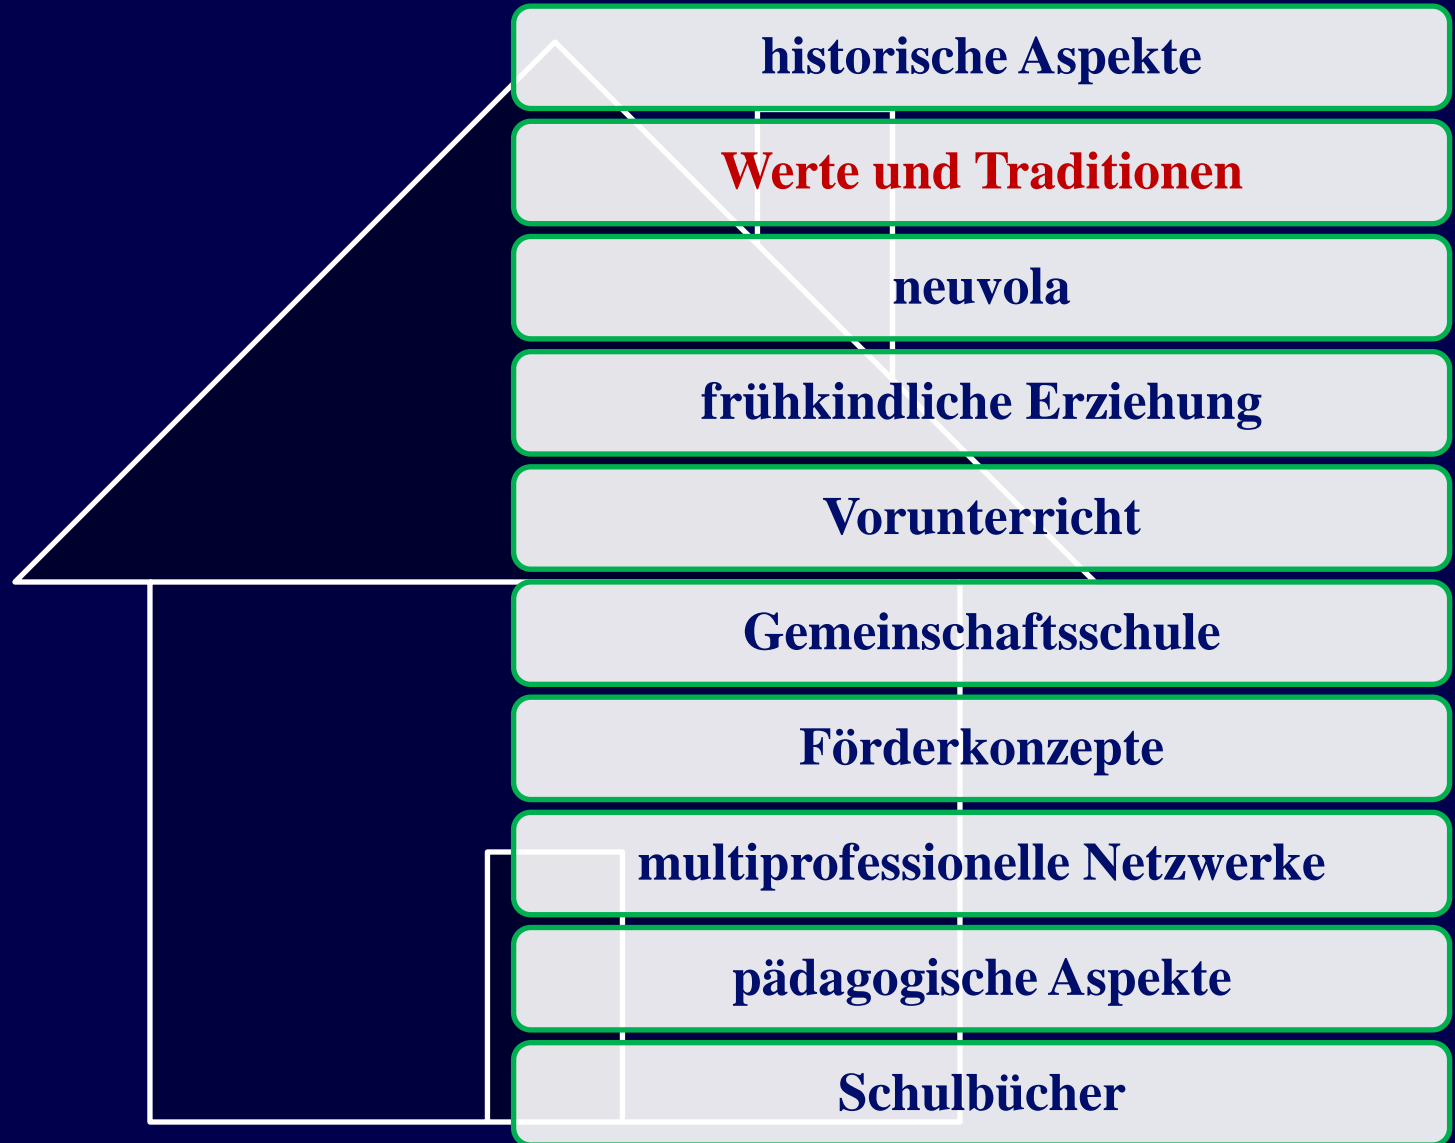 historische Aspekte
Werte und Traditionen
neuvola
frühkindliche Erziehung
Vorunterricht
Gemeinschaftsschule
Förderkonzepte
multiprofessionelle Netzwerke
pädagogische Aspekte
Schulbücher